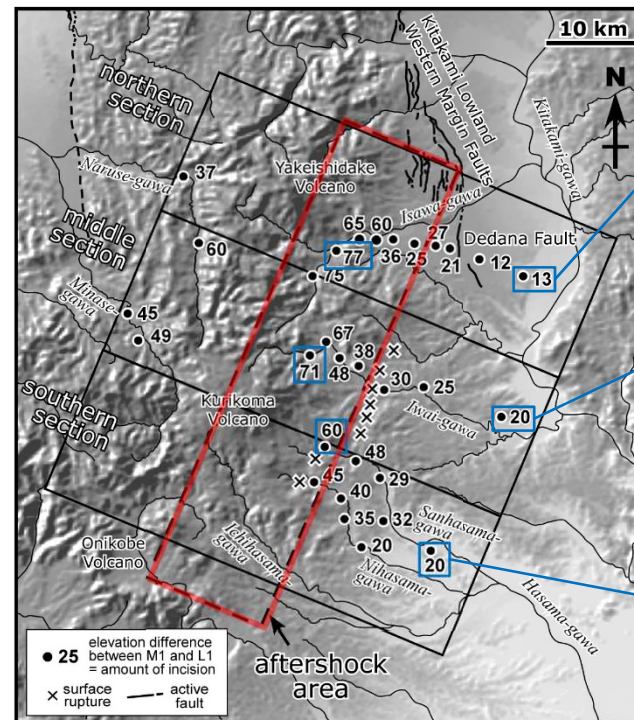 10 km
N
northern
section
Kitakami Lowland
Western Margin Faults
Kitakami-gawa
Naruse-gawa
37
Yakeishidake
Volcano
Isawa-gawa
middle
section
60
65
60
27
Dedana Fault
77
36
25
21
12
13
75
Minase-
gawa
45
49
67
71
48
38
30
25
Kurikoma
Volcano
Iwai-gawa
20
southern
section
60
48
45
29
40
Sanhasama-
gawa
35
32
Onikobe
Volcano
Ichihasama-
gawa
20
Nihasama-
gawa
20
Hasama-gawa
25
elevation difference
between M1 and L1
= amount of incision
× surface
rupture
active
fault
aftershock
area